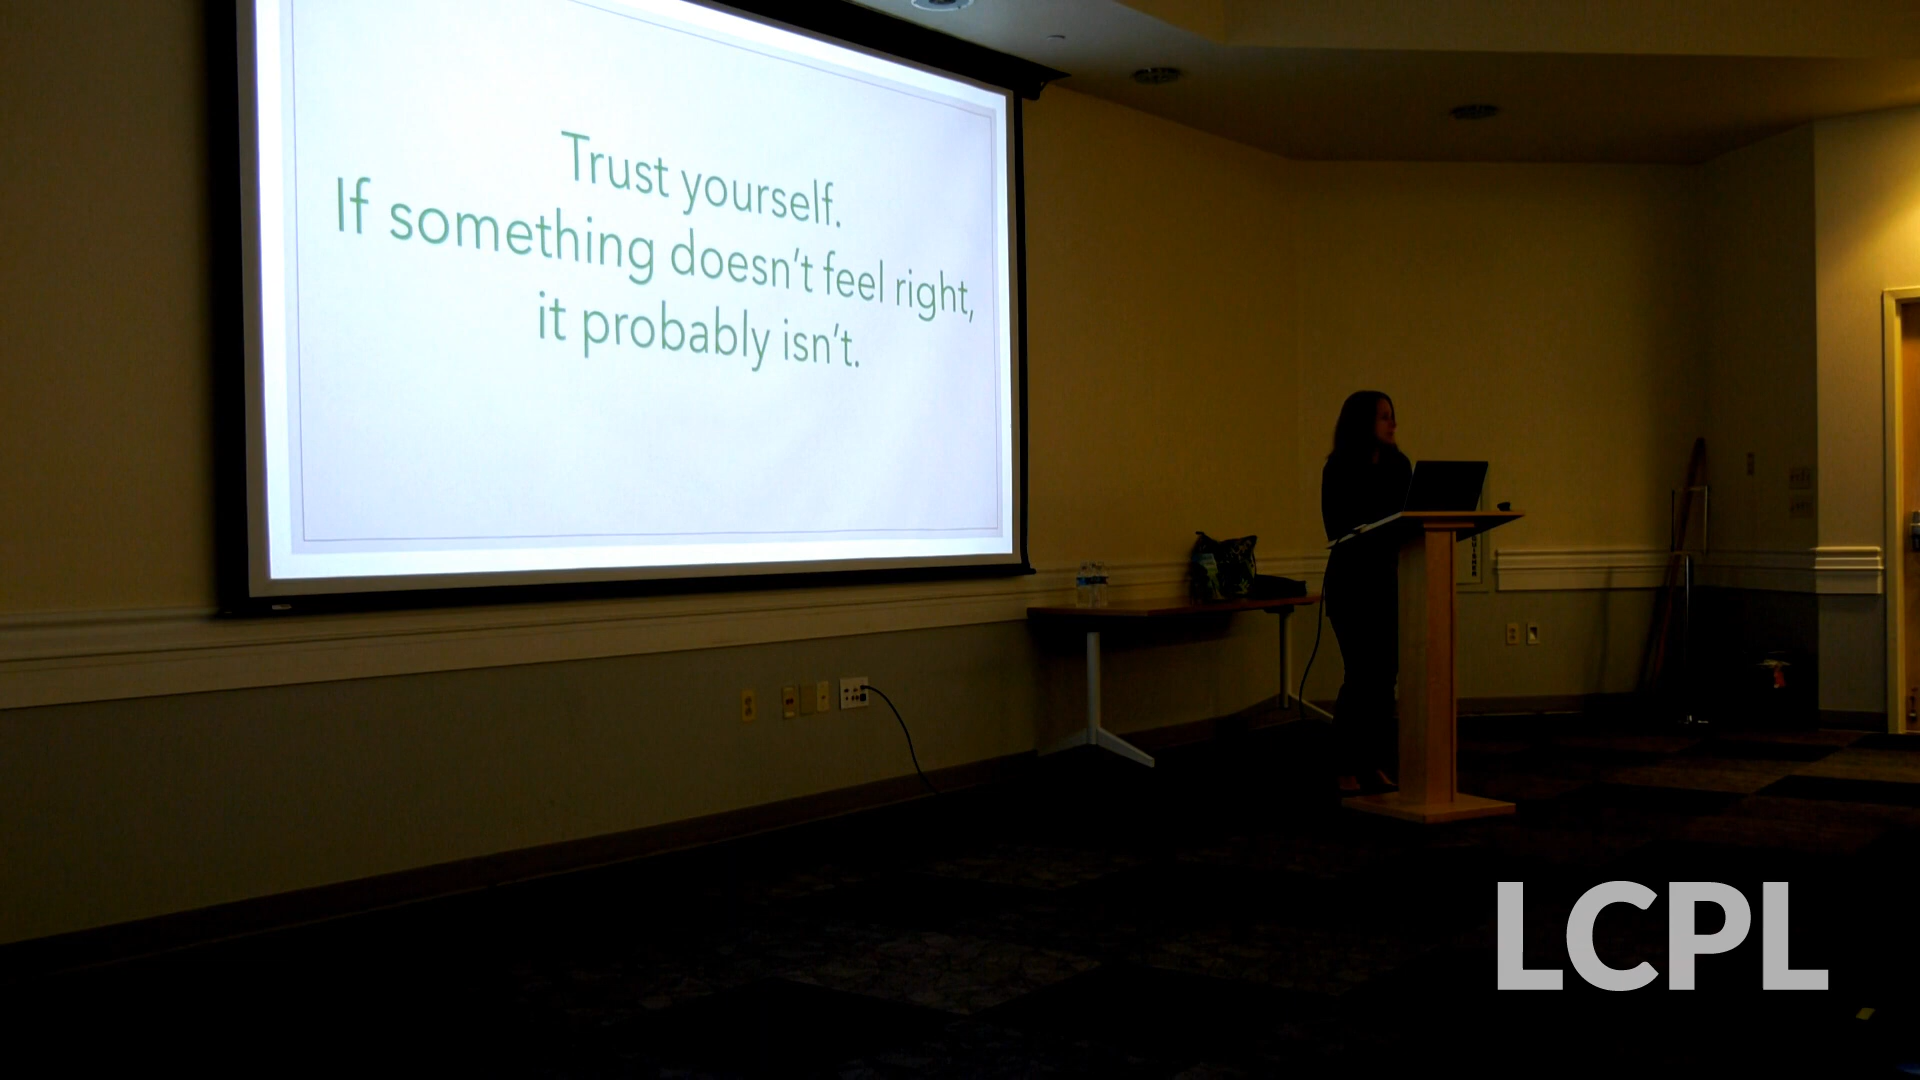 Trust yourself.
If something doesn't feel right,
it probably isn't.
LCPL